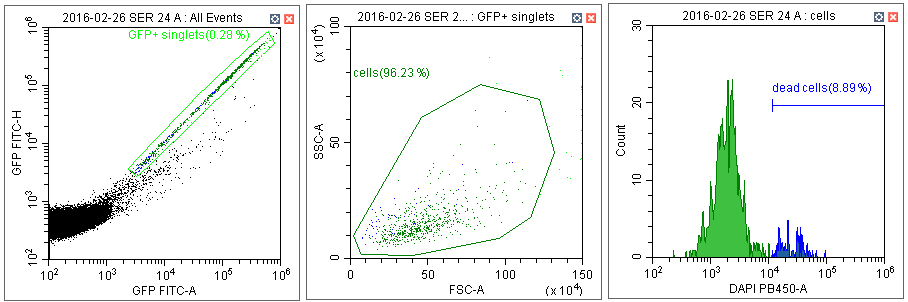 2016-02-26 SER 24 A : All Events
GFP+ singlets(0.28 %)
GFP FITC-H
10^6
10^5
10^4
10^3
10^2
10^2 10^3 10^4 10^5 10^6
GFP FITC-A
2016-02-26 SER 2... : GFP+ singlets
cells(96.23 %)
SSC-A
(x 10^4)
100
50
0
0 50 100 150
FSC-A
(x 10^4)
2016-02-26 SER 24 A : cells
dead cells(8.89 %)
Count
30
20
10
0
10^2 10^3 10^4 10^5 10^6
DAPI PB450-A